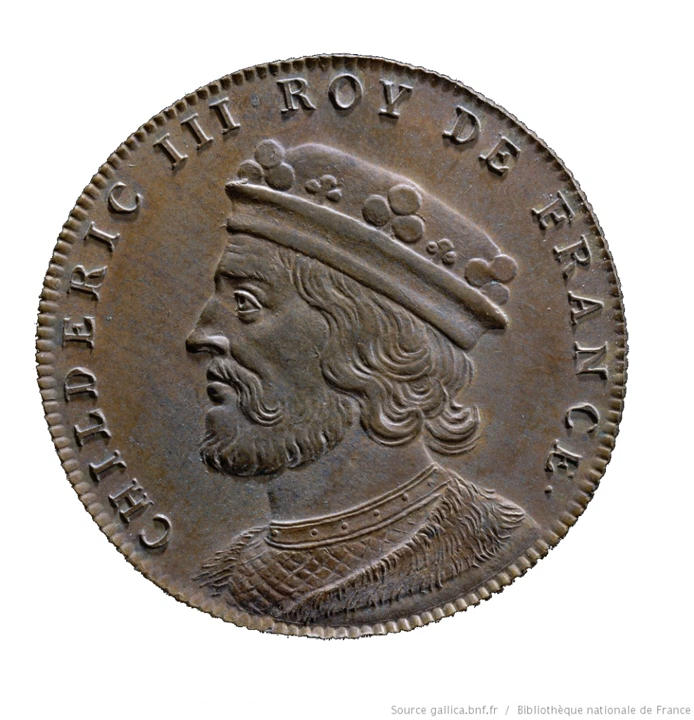 CHILDERIC III ROY DE FRANCE.
Source gallica.bnf.fr / Bibliothèque nationale de France